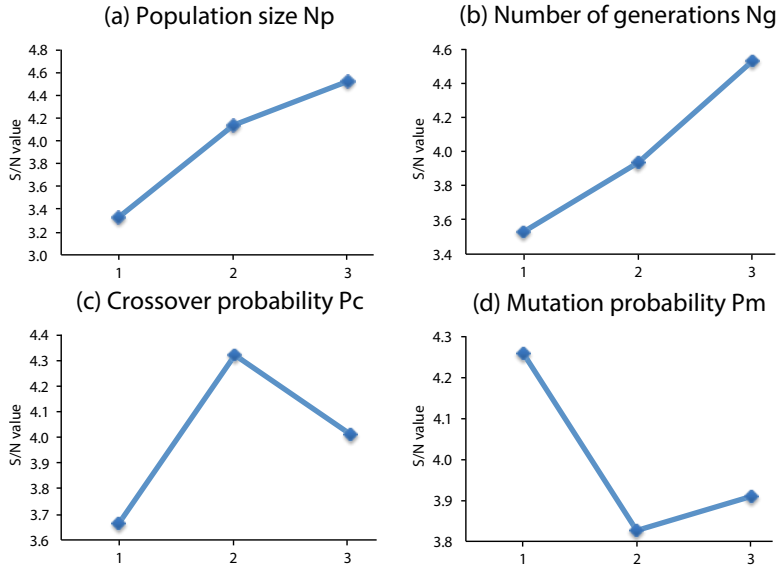 (a) Population size Np
S/N value
4.8
4.6
4.4
4.2
4.0
3.8
3.6
3.4
3.2
3.0
1 2 3
(b) Number of generations Ng
S/N value
4.6
4.4
4.2
4.0
3.8
3.6
3.4
1 2 3
(c) Crossover probability Pc
S/N value
4.4
4.3
4.2
4.1
4.0
3.9
3.8
3.7
3.6
1 2 3
(d) Mutation probability Pm
S/N value
4.3
4.2
4.1
4.0
3.9
3.8
1 2 3